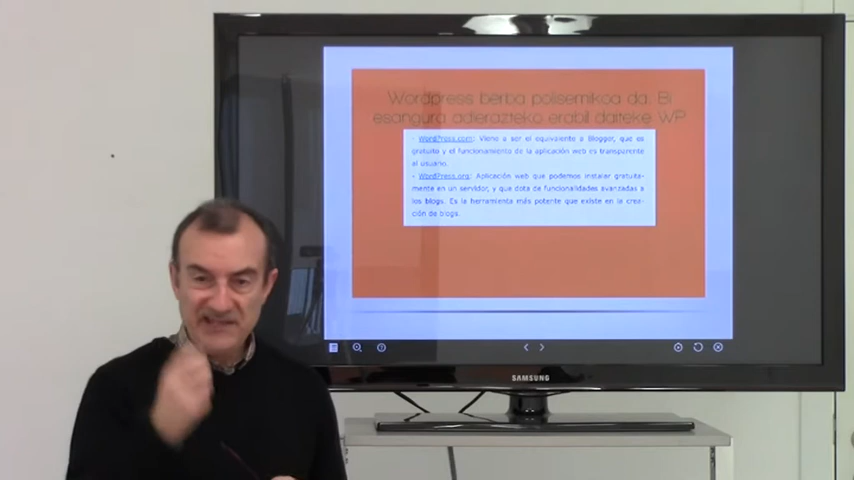 Wordpress berba polisemikoa da. Bi
esangura adierazteko erabil daiteke WP
- WordPress.com: Viene a ser el equivalente a Blogger, que es
gratuito y el funcionamiento de la aplicación web es transparente
al usuario.
- WordPress.org: Aplicación web que podemos instalar gratuita-
mente en un servidor, y que dota de funcionalidades avanzadas a
los blogs. Es la herramienta más potente que existe en la crea-
ción de blogs.
SAMSUNG